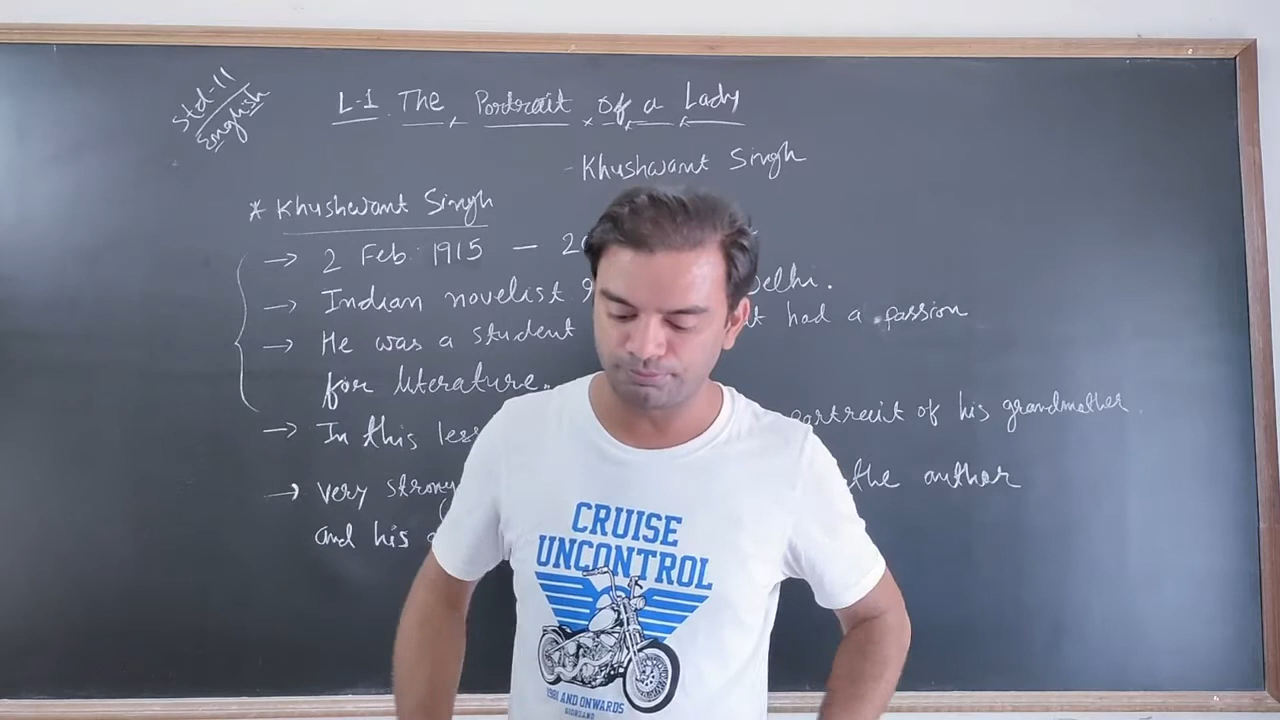 Std-11
English
L-1 The Portrait of a Lady
- Khushwant Singh
* Khushwant Singh
→ 2 Feb. 1915 — 20
→ Indian novelist Delhi.
→ He was a student had a passion
for literature.
→ In this portrait of his grandmother.
→ Very strong the author
and his
CRUISE
UNCONTROL
1981 AND ONWARDS
GIORDANO